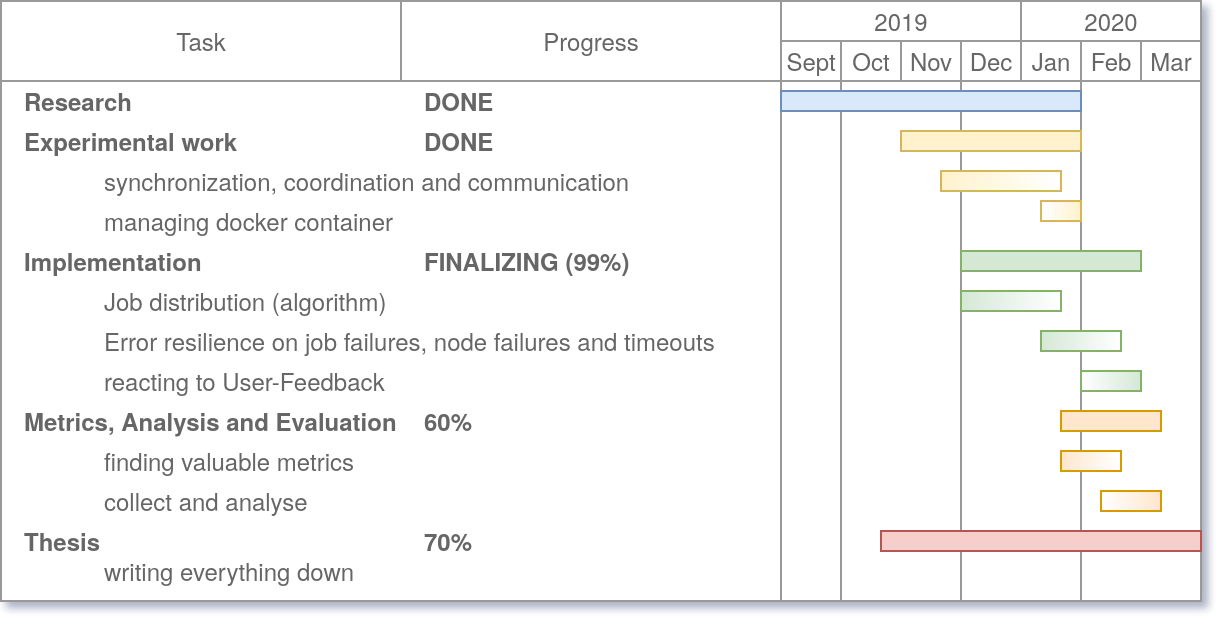 Task Progress 2019 2020
Sept Oct Nov Dec Jan Feb Mar
Research DONE
Experimental work DONE
synchronization, coordination and communication
managing docker container
Implementation FINALIZING (99%)
Job distribution (algorithm)
Error resilience on job failures, node failures and timeouts
reacting to User-Feedback
Metrics, Analysis and Evaluation 60%
finding valuable metrics
collect and analyse
Thesis 70%
writing everything down